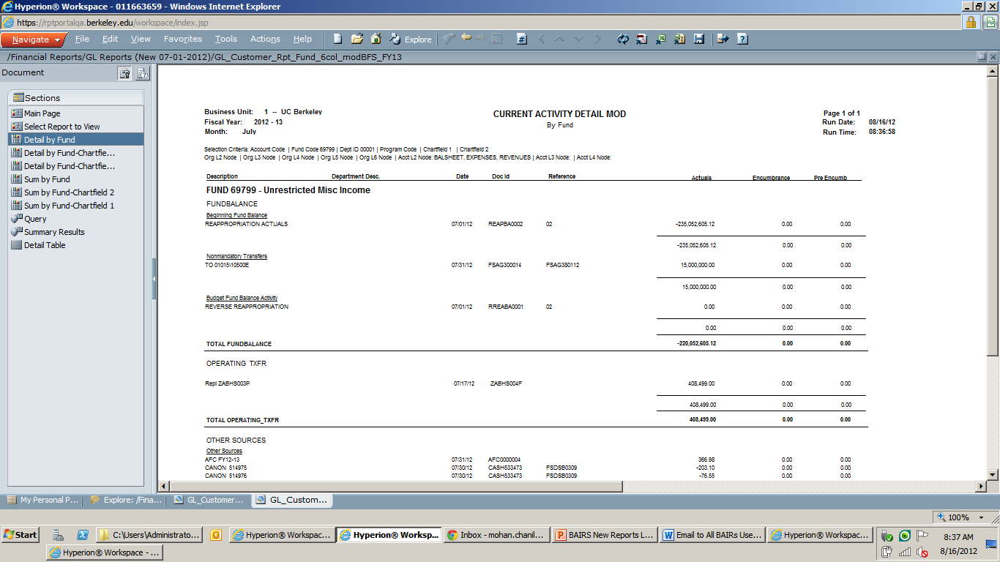 Hyperion® Workspace - 011663659 - Windows Internet Explorer
https://rptportalqa.berkeley.edu/workspace/index.jsp
Navigate File Edit View Favorites Tools Actions Help Explore
/Financial Reports/GL Reports (New 07-01-2012)/GL_Customer_Rpt_Fund_6col_modBFS_FY13
Document
Sections
Main Page
Select Report to View
Detail by Fund
Detail by Fund-Chartfie...
Detail by Fund-Chartfie...
Sum by Fund
Sum by Fund-Chartfield 2
Sum by Fund-Chartfield 1
Query
Summary Results
Detail Table
Business Unit: 1 -- UC Berkeley CURRENT ACTIVITY DETAIL MOD Page 1 of 1
Fiscal Year: 2012 - 13 By Fund Run Date: 08/16/12
Month: July Run Time: 08:36:58
Selection Criteria: Account Code | Fund Code 69799 | Dept ID 00001 | Program Code | Chartfield 1 | Chartfield 2
Org L2 Node | Org L3 Node | Org L4 Node | Org L5 Node | Org L6 Node | Acct L2 Node: BALSHEET, EXPENSES, REVENUES | Acct L3 Node: | Acct L4 Node:
Description Department Desc. Date Doc Id Reference Actuals Encumbrance Pre Encumb
FUND 69799 - Unrestricted Misc Income
FUNDBALANCE
Beginning Fund Balance
REAPPROPRIATION ACTUALS 07/01/12 REAPBA0002 02 -235,052,605.12 0.00 0.00
-235,052,605.12 0.00 0.00
Nonmandatory Transfers
TO 01015\10500E 07/31/12 FSAG300014 FSAG380112 15,000,000.00 0.00 0.00
15,000,000.00 0.00 0.00
Budget Fund Balance Activity
REVERSE REAPPROPRIATION 07/01/12 RREABA0001 02 0.00 0.00 0.00
0.00 0.00 0.00
TOTAL FUNDBALANCE -220,052,605.12 0.00 0.00
OPERATING TXFR
Repl ZABHS003P 07/17/12 ZABHS004F 408,499.00 0.00 0.00
408,499.00 0.00 0.00
TOTAL OPERATING_TXFR 408,499.00 0.00 0.00
OTHER SOURCES
Other Sources
AFC FY12-13 07/31/12 AFC0000004 366.98 0.00 0.00
CANON 514975 07/30/12 CASH533473 FSDSB0309 -203.10 0.00 0.00
CANON 514976 07/30/12 CASH533473 FSDSB0309 -76.55 0.00 0.00
My Personal P... Explore: /Fina... GL_Customer... GL_Custom...
100%
Start C:\Users\Administrato... Hyperion® Workspac... Hyperion® Worksp... Inbox - mohan.chanil... BAIRS New Reports L... Email to All BAIRs Use... Hyperion® Workspac... 8:37 AM
Hyperion® Workspace - ... 8/16/2012